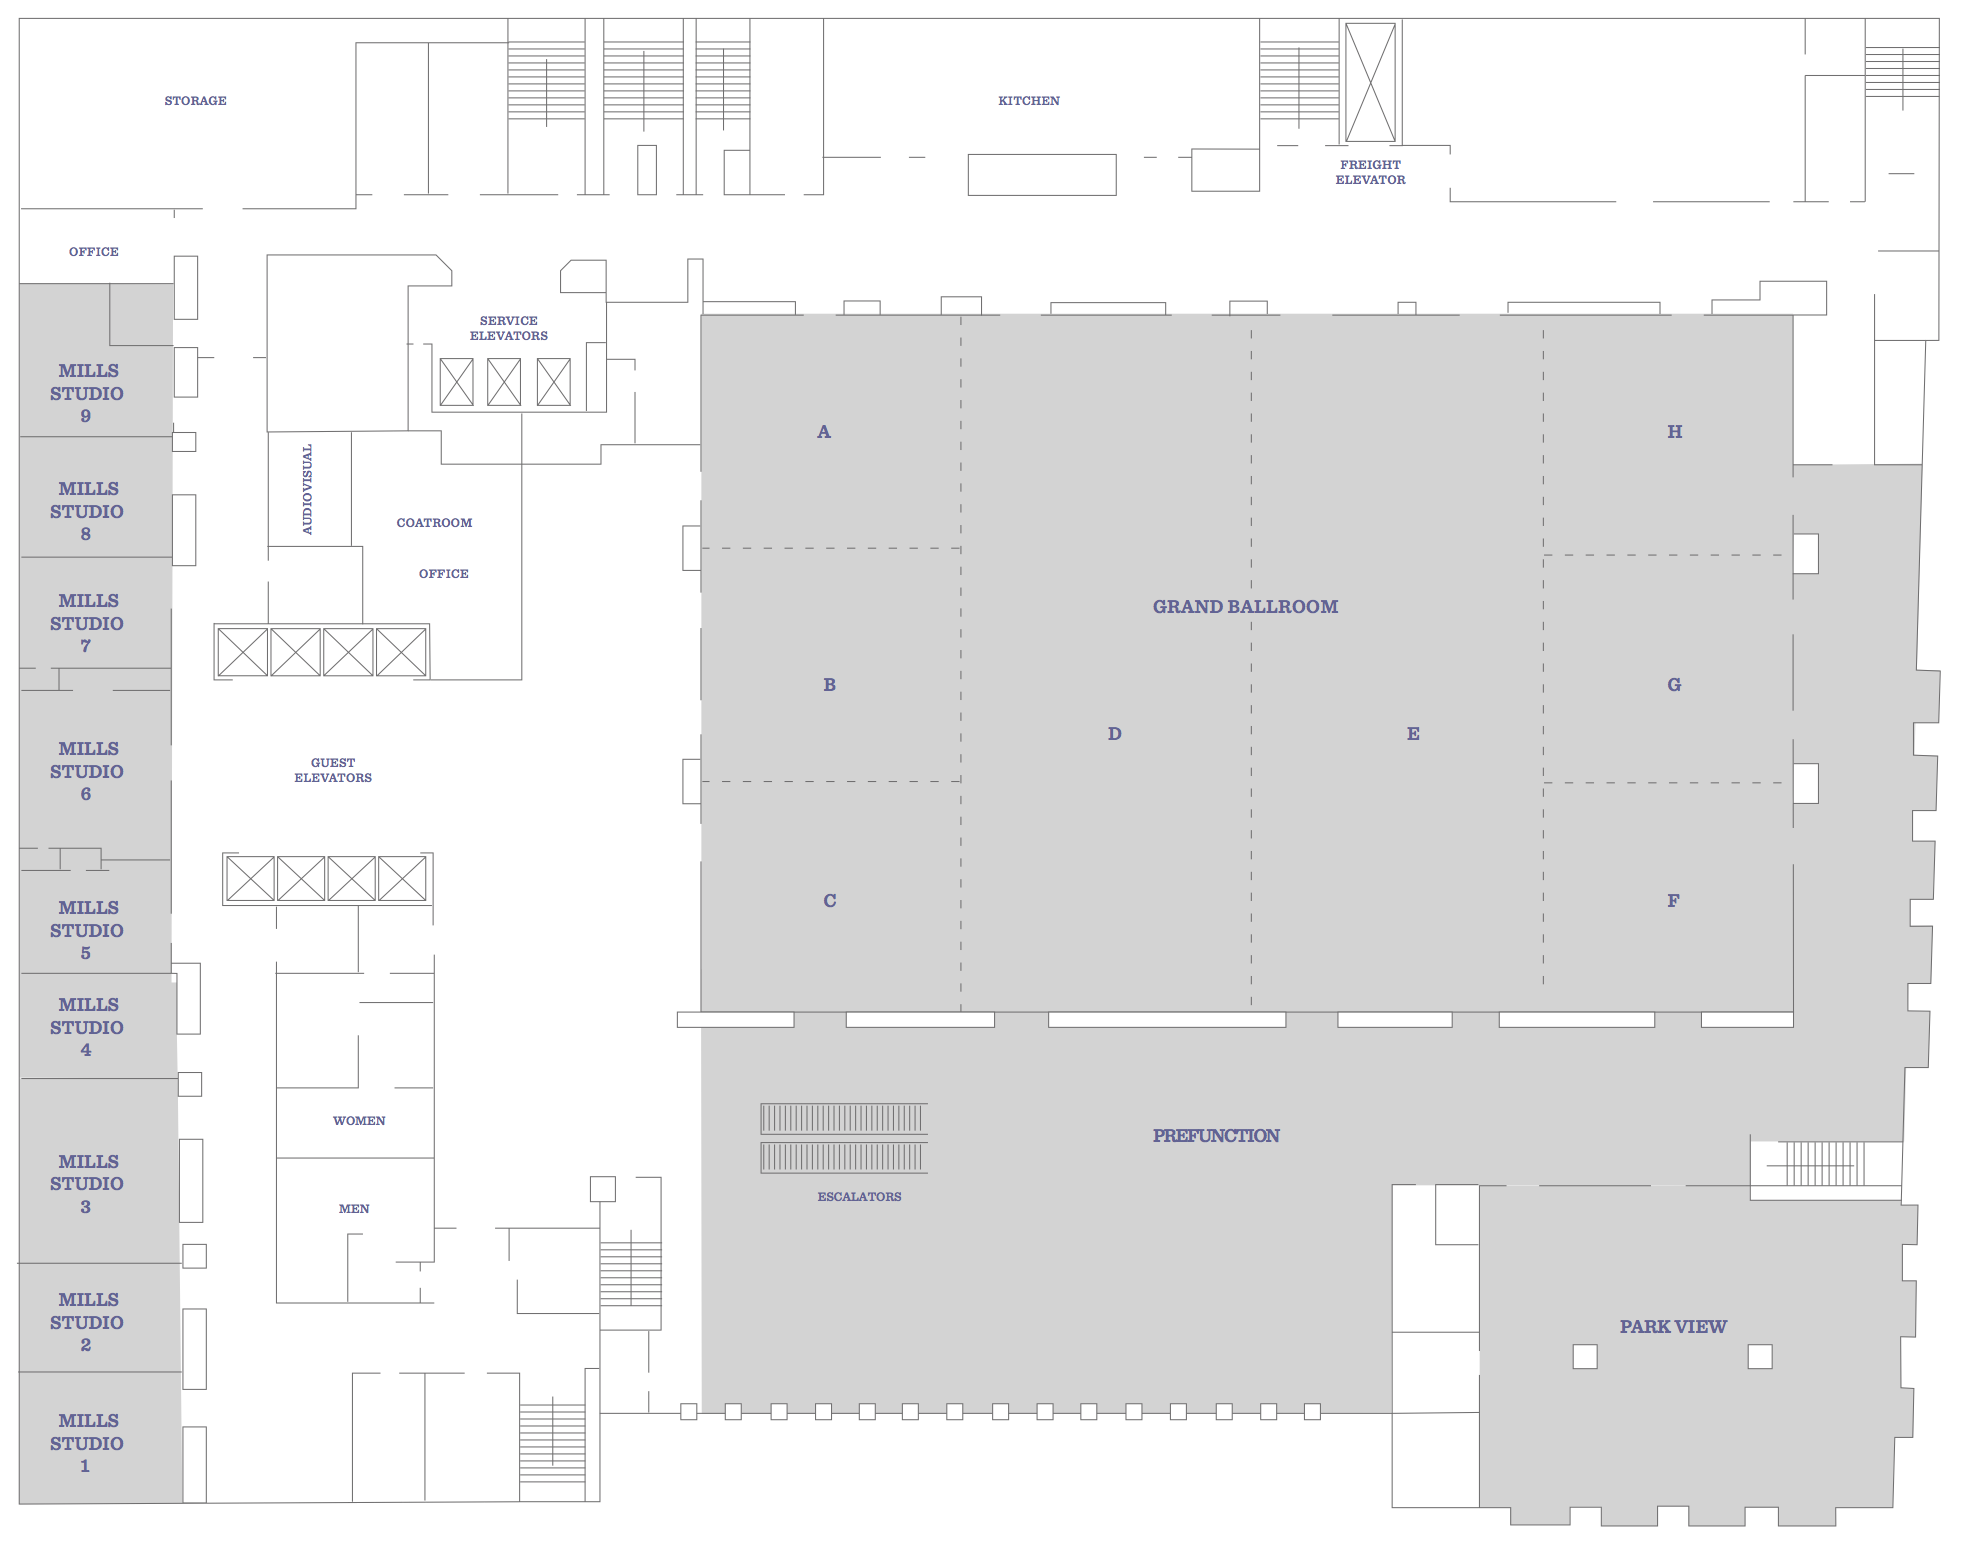 STORAGE
KITCHEN
FREIGHT
ELEVATOR
OFFICE
SERVICE
ELEVATORS
MILLS
STUDIO
9
A
H
AUDIOVISUAL
MILLS
STUDIO
8
COATROOM
OFFICE
MILLS
STUDIO
7
GRAND BALLROOM
B
G
D
E
MILLS
STUDIO
6
GUEST
ELEVATORS
C
F
MILLS
STUDIO
5
MILLS
STUDIO
4
WOMEN
PREFUNCTION
MILLS
STUDIO
3
ESCALATORS
MEN
MILLS
STUDIO
2
PARK VIEW
MILLS
STUDIO
1